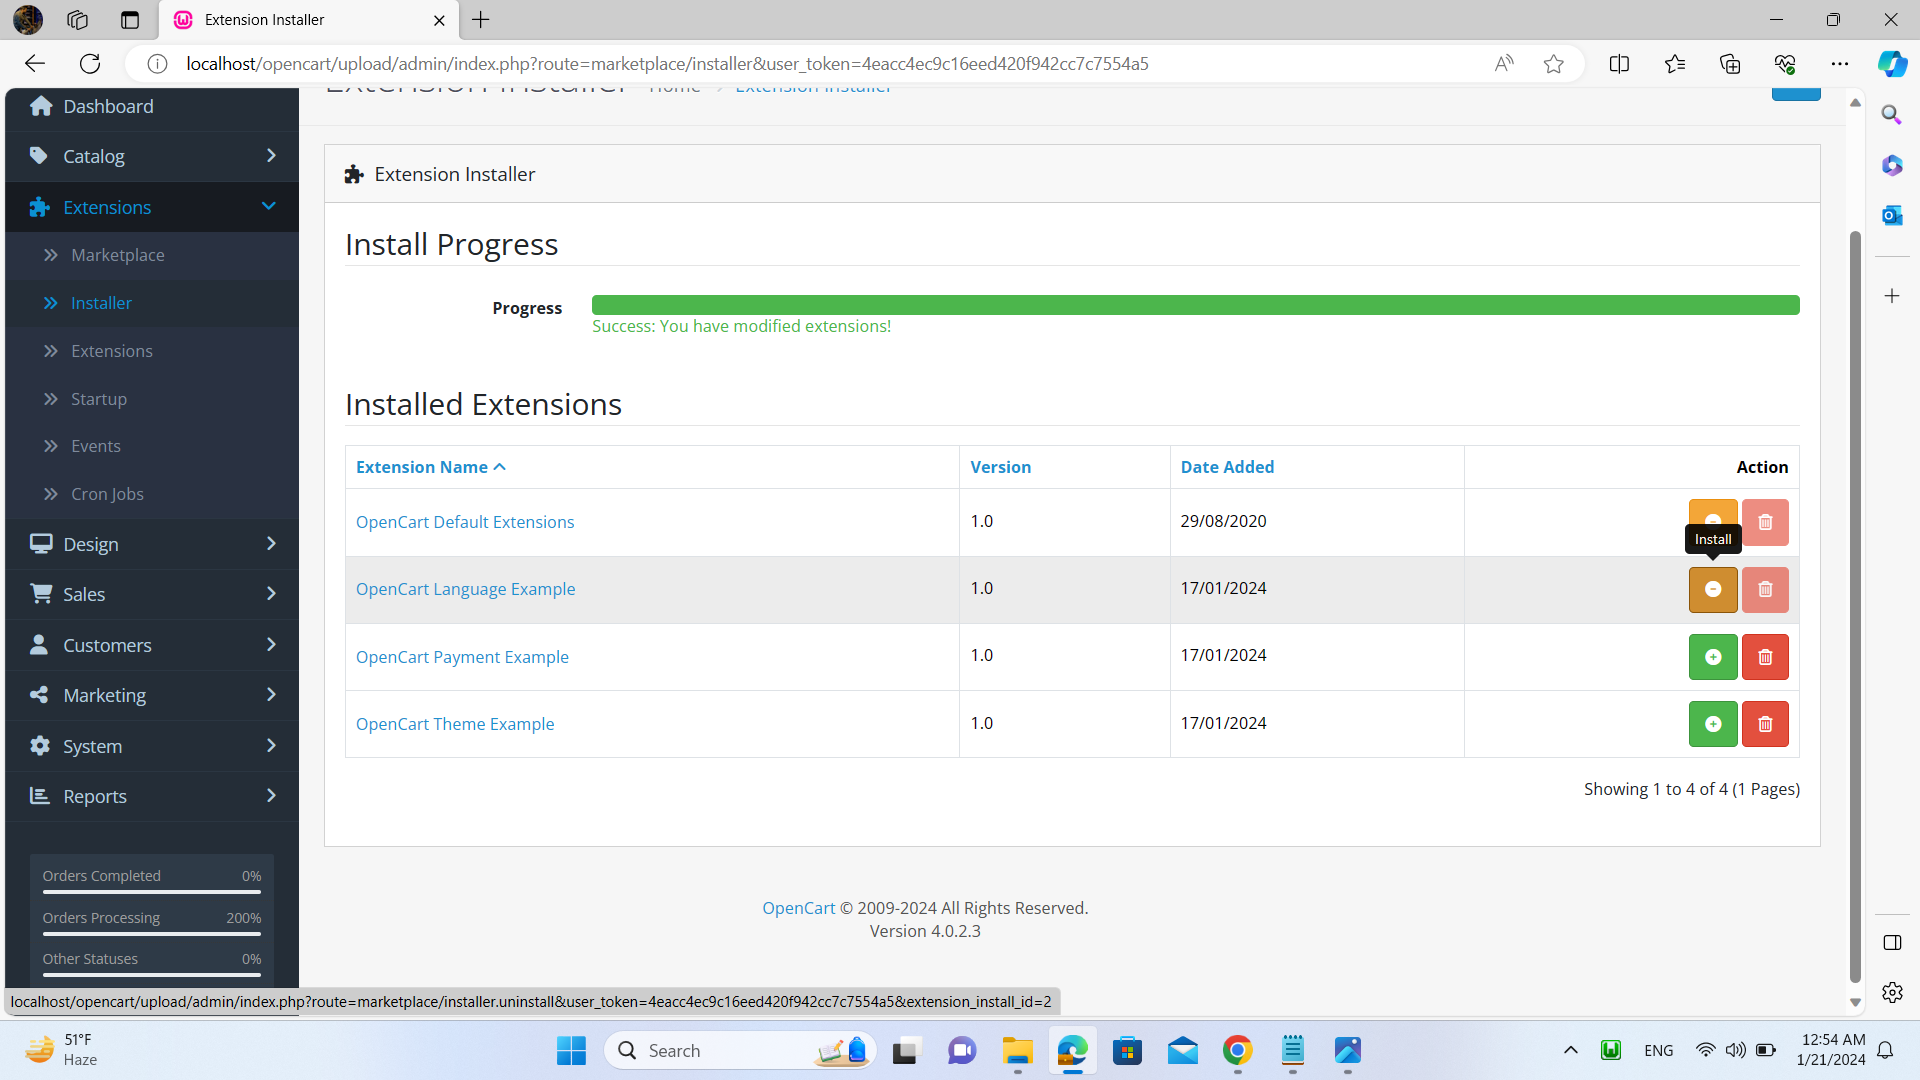 Extension Installer
localhost/opencart/upload/admin/index.php?route=marketplace/installer&user_token=4eacc4ec9c16eed420f942cc7c7554a5
Extension Installer Home > Extension Installer
Dashboard
Catalog
Extensions
Marketplace
Installer
Extensions
Startup
Events
Cron Jobs
Design
Sales
Customers
Marketing
System
Reports
Orders Completed 0%
Orders Processing 200%
Other Statuses 0%
Extension Installer
Install Progress
Progress
Success: You have modified extensions!
Installed Extensions
Extension Name Version Date Added Action
OpenCart Default Extensions 1.0 29/08/2020
Install
OpenCart Language Example 1.0 17/01/2024
OpenCart Payment Example 1.0 17/01/2024
OpenCart Theme Example 1.0 17/01/2024
Showing 1 to 4 of 4 (1 Pages)
OpenCart © 2009-2024 All Rights Reserved.
Version 4.0.2.3
localhost/opencart/upload/admin/index.php?route=marketplace/installer.uninstall&user_token=4eacc4ec9c16eed420f942cc7c7554a5&extension_install_id=2
51°F
Haze
Search
ENG
12:54 AM
1/21/2024